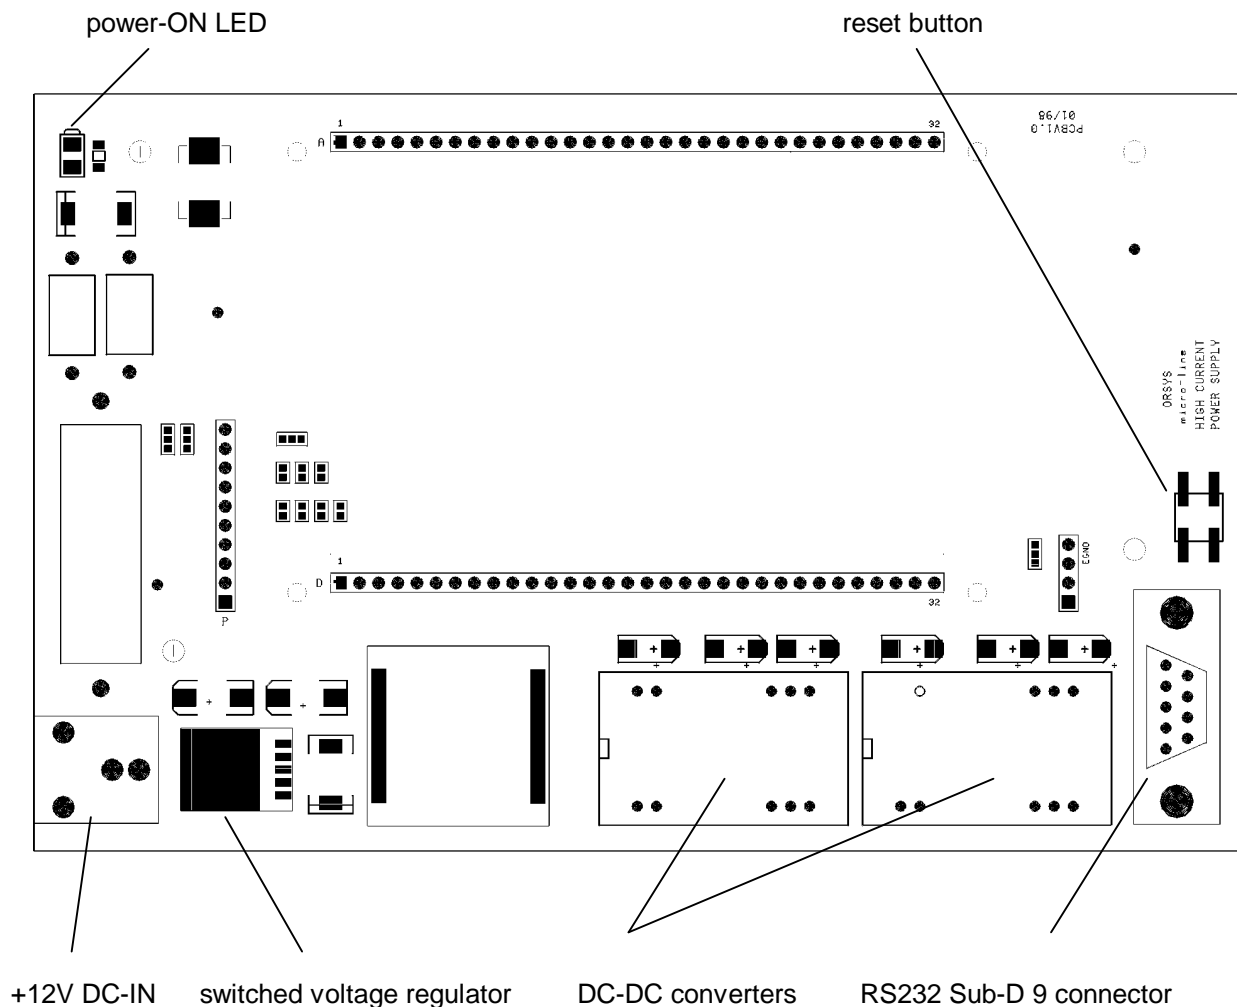 power-ON LED
reset button
PCBV1.0
01/98
1
32
A
ORSYS
micro-line
HIGH CURRENT
POWER SUPPLY
1
EGND
D
32
P
+12V DC-IN
switched voltage regulator
DC-DC converters
RS232 Sub-D 9 connector